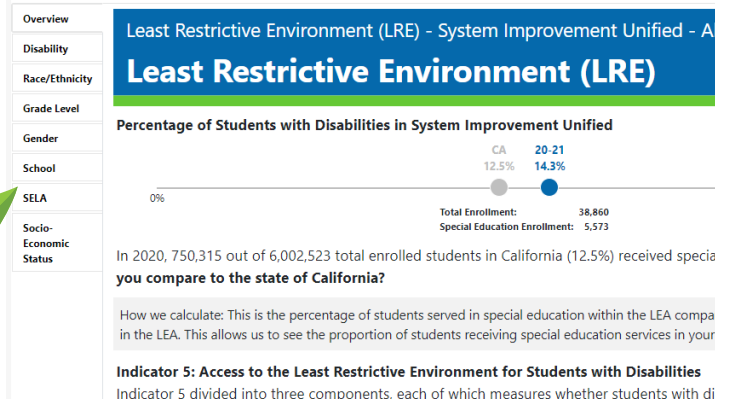 Overview
Disability
Race/Ethnicity
Grade Level
Gender
School
SELA
Socio-
Economic
Status
Least Restrictive Environment (LRE) - System Improvement Unified - A
Least Restrictive Environment (LRE)
Percentage of Students with Disabilities in System Improvement Unified
CA 20-21
12.5% 14.3%
0%
Total Enrollment: 38,860
Special Education Enrollment: 5,573
In 2020, 750,315 out of 6,002,523 total enrolled students in California (12.5%) received specia
you compare to the state of California?
How we calculate: This is the percentage of students served in special education within the LEA compa
in the LEA. This allows us to see the proportion of students receiving special education services in your
Indicator 5: Access to the Least Restrictive Environment for Students with Disabilities
Indicator 5 divided into three components, each of which measures whether students with di